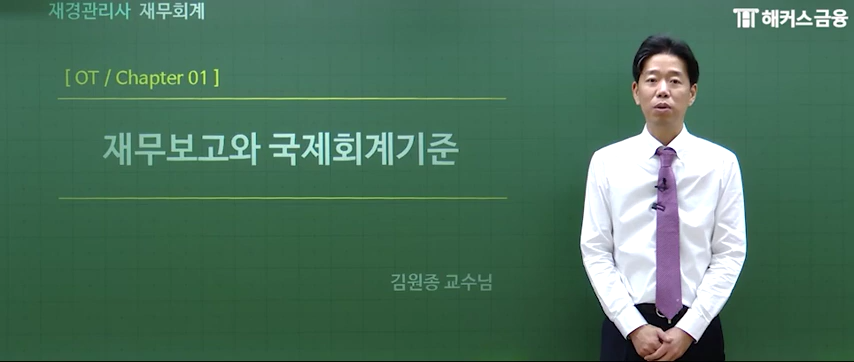 재경관리사 재무회계
해커스금융
[ OT / Chapter 01 ]
재무보고와 국제회계기준
김원종 교수님